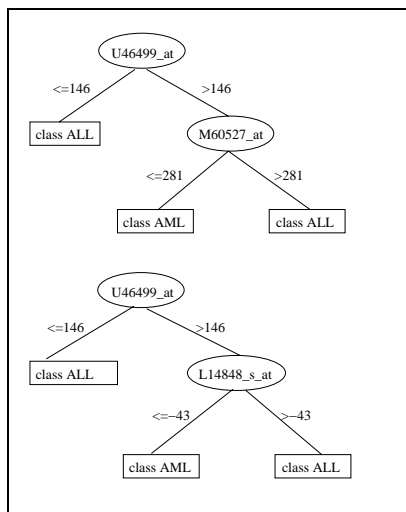 U46499_at
<=146 >146
class ALL
M60527_at
<=281 >281
class AML class ALL
U46499_at
<=146 >146
class ALL
L14848_s_at
<=−43 >−43
class AML class ALL